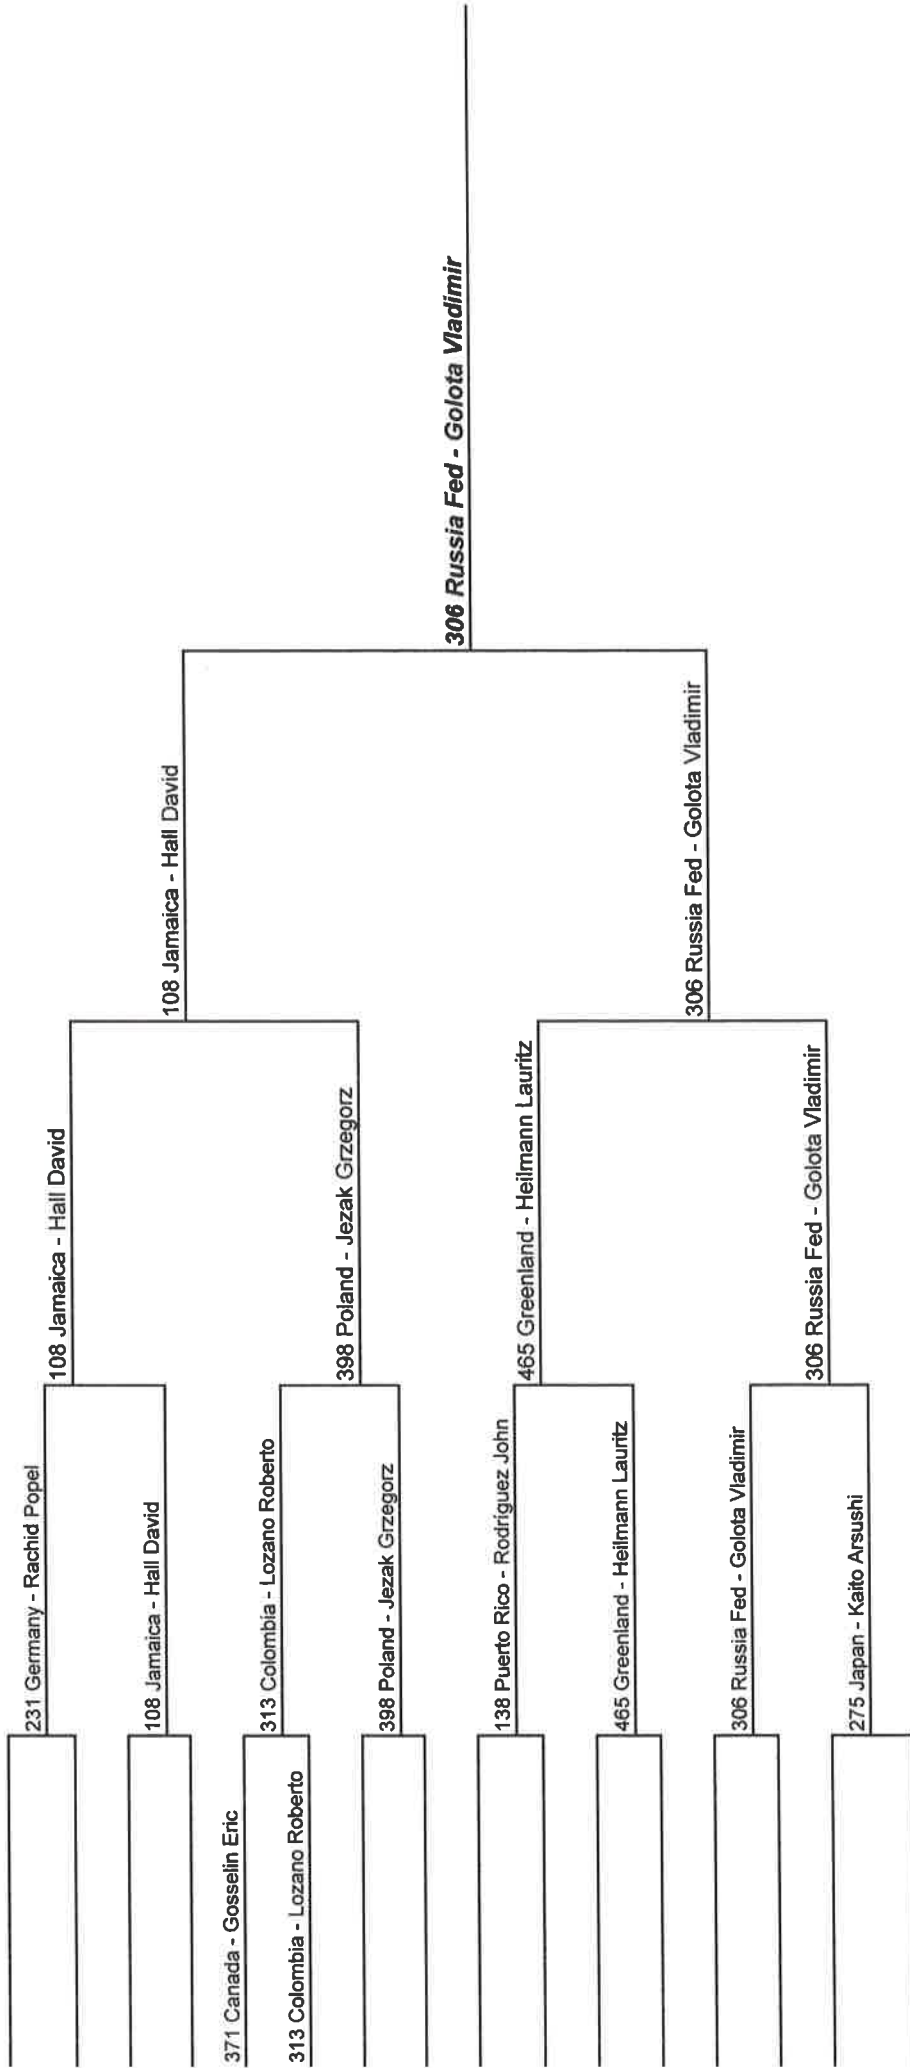 371 Canada - Gosselin Eric
313 Colombia - Lozano Roberto
231 Germany - Rachid Popel
108 Jamaica - Hall David
313 Colombia - Lozano Roberto
398 Poland - Jezak Grzegorz
138 Puerto Rico - Rodriguez John
465 Greenland - Heilmann Lauritz
306 Russia Fed - Golota Vladimir
275 Japan - Kaito Arsushi
108 Jamaica - Hall David
398 Poland - Jezak Grzegorz
465 Greenland - Heilmann Lauritz
306 Russia Fed - Golota Vladimir
108 Jamaica - Hall David
306 Russia Fed - Golota Vladimir
306 Russia Fed - Golota Vladimir